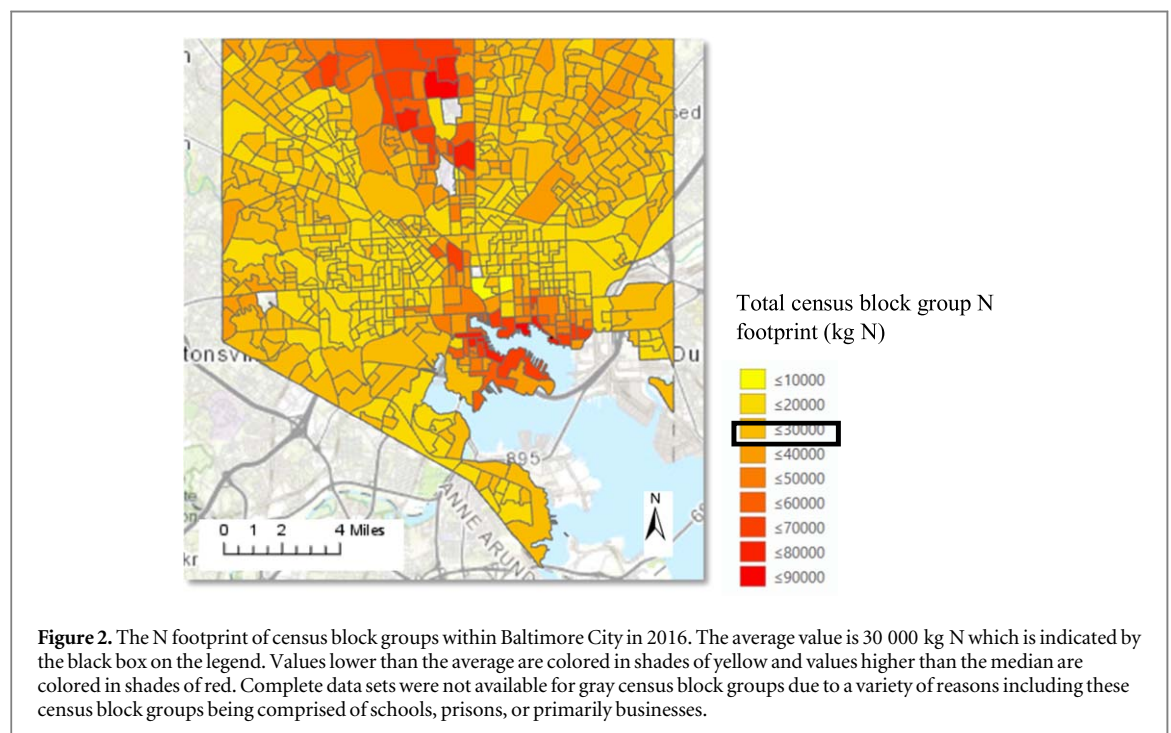 sed
tonsvil
Du
895
ANNE ARUND
68
kr
0 1 2 4 Miles
N
Total census block group N
footprint (kg N)
≤10000
≤20000
≤30000
≤40000
≤50000
≤60000
≤70000
≤80000
≤90000
Figure 2. The N footprint of census block groups within Baltimore City in 2016. The average value is 30 000 kg N which is indicated by
the black box on the legend. Values lower than the average are colored in shades of yellow and values higher than the median are
colored in shades of red. Complete data sets were not available for gray census block groups due to a variety of reasons including these
census block groups being comprised of schools, prisons, or primarily businesses.